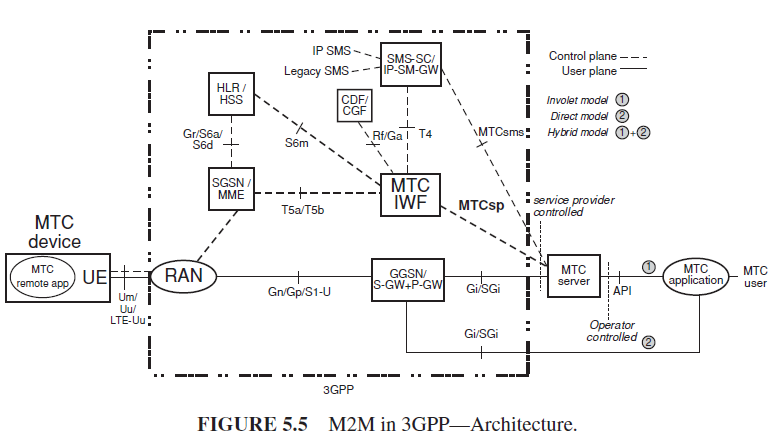 IP SMS
Legacy SMS
SMS-SC/
IP-SM-GW
Control plane
User plane
HLR /
HSS
CDF/
CGF
Involet model 1
Direct model 2
Hybrid model 1+2
Gr/S6a/
S6d
S6m
Rf/Ga
T4
MTCsms
SGSN /
MME
MTC
IWF
T5a/T5b
MTCsp
service provider
controlled
MTC
device
MTC
remote app
UE
RAN
GGSN/
S-GW+P-GW
MTC
server
1
MTC
application
MTC
user
Um/
Uu/
LTE-Uu
Gn/Gp/S1-U
Gi/SGi
API
Gi/SGi
Operator
controlled
2
3GPP
FIGURE 5.5 M2M in 3GPP—Architecture.